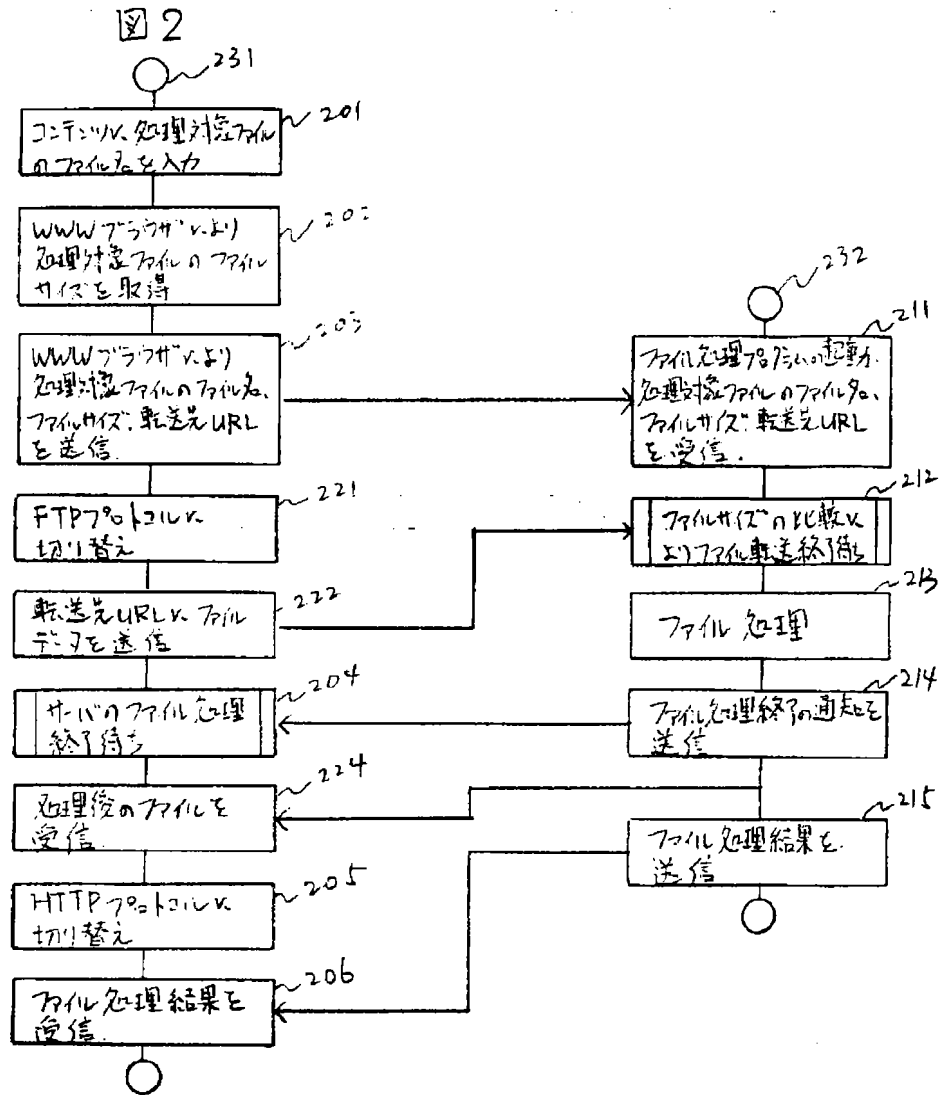 図2
231
201
コンテンツに、処理対象ファイル
のファイル名を入力
202
WWWブラウザにより
処理対象ファイルのファイル
サイズを取得
203
WWWブラウザにより
処理対象ファイルのファイル名、
ファイルサイズ、転送先URL
を送信.
221
FTPプロトコルに
切り替え
222
転送先URLに、ファイル
データを送信
204
サーバのファイル処理
終了待ち
224
処理後のファイルを
受信.
205
HTTPプロトコルに
切り替え
206
ファイル処理結果を
受信.
232
211
ファイル処理プログラムの起動か、
処理対象ファイルのファイル名、
ファイルサイズ、転送先URL
を受信.
212
ファイルサイズの比較に
よりファイル転送終了待ち
213
ファイル処理
214
ファイル処理終了の通知を
送信
215
ファイル処理結果を
送信